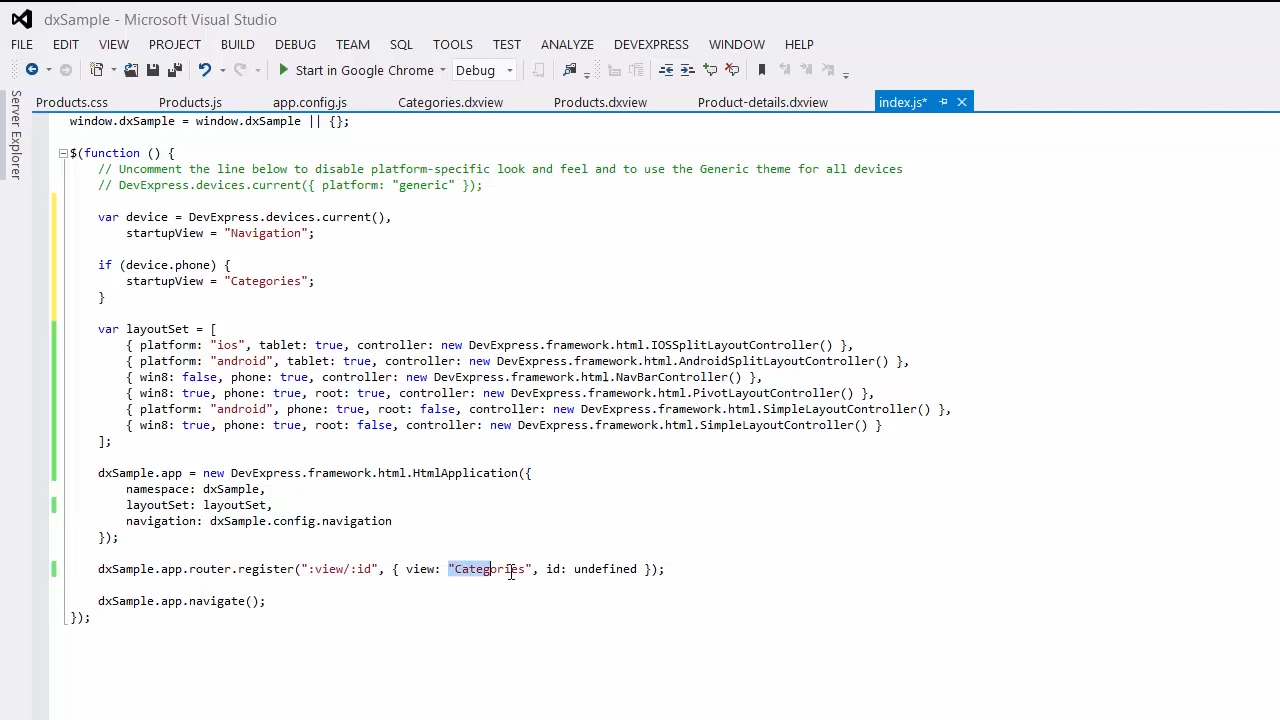 dxSample - Microsoft Visual Studio
FILE EDIT VIEW PROJECT BUILD DEBUG TEAM SQL TOOLS TEST ANALYZE DEVEXPRESS WINDOW HELP
Start in Google Chrome Debug
Server Explorer
Products.css Products.js app.config.js Categories.dxview Products.dxview Product-details.dxview index.js*
window.dxSample = window.dxSample || {};
$(function () {
// Uncomment the line below to disable platform-specific look and feel and to use the Generic theme for all devices
// DevExpress.devices.current({ platform: "generic" });
var device = DevExpress.devices.current(),
startupView = "Navigation";
if (device.phone) {
startupView = "Categories";
}
var layoutSet = [
{ platform: "ios", tablet: true, controller: new DevExpress.framework.html.IOSSplitLayoutController() },
{ platform: "android", tablet: true, controller: new DevExpress.framework.html.AndroidSplitLayoutController() },
{ win8: false, phone: true, controller: new DevExpress.framework.html.NavBarController() },
{ win8: true, phone: true, root: true, controller: new DevExpress.framework.html.PivotLayoutController() },
{ platform: "android", phone: true, root: false, controller: new DevExpress.framework.html.SimpleLayoutController() },
{ win8: true, phone: true, root: false, controller: new DevExpress.framework.html.SimpleLayoutController() }
];
dxSample.app = new DevExpress.framework.html.HtmlApplication({
namespace: dxSample,
layoutSet: layoutSet,
navigation: dxSample.config.navigation
});
dxSample.app.router.register(":view/:id", { view: "Categories", id: undefined });
dxSample.app.navigate();
});